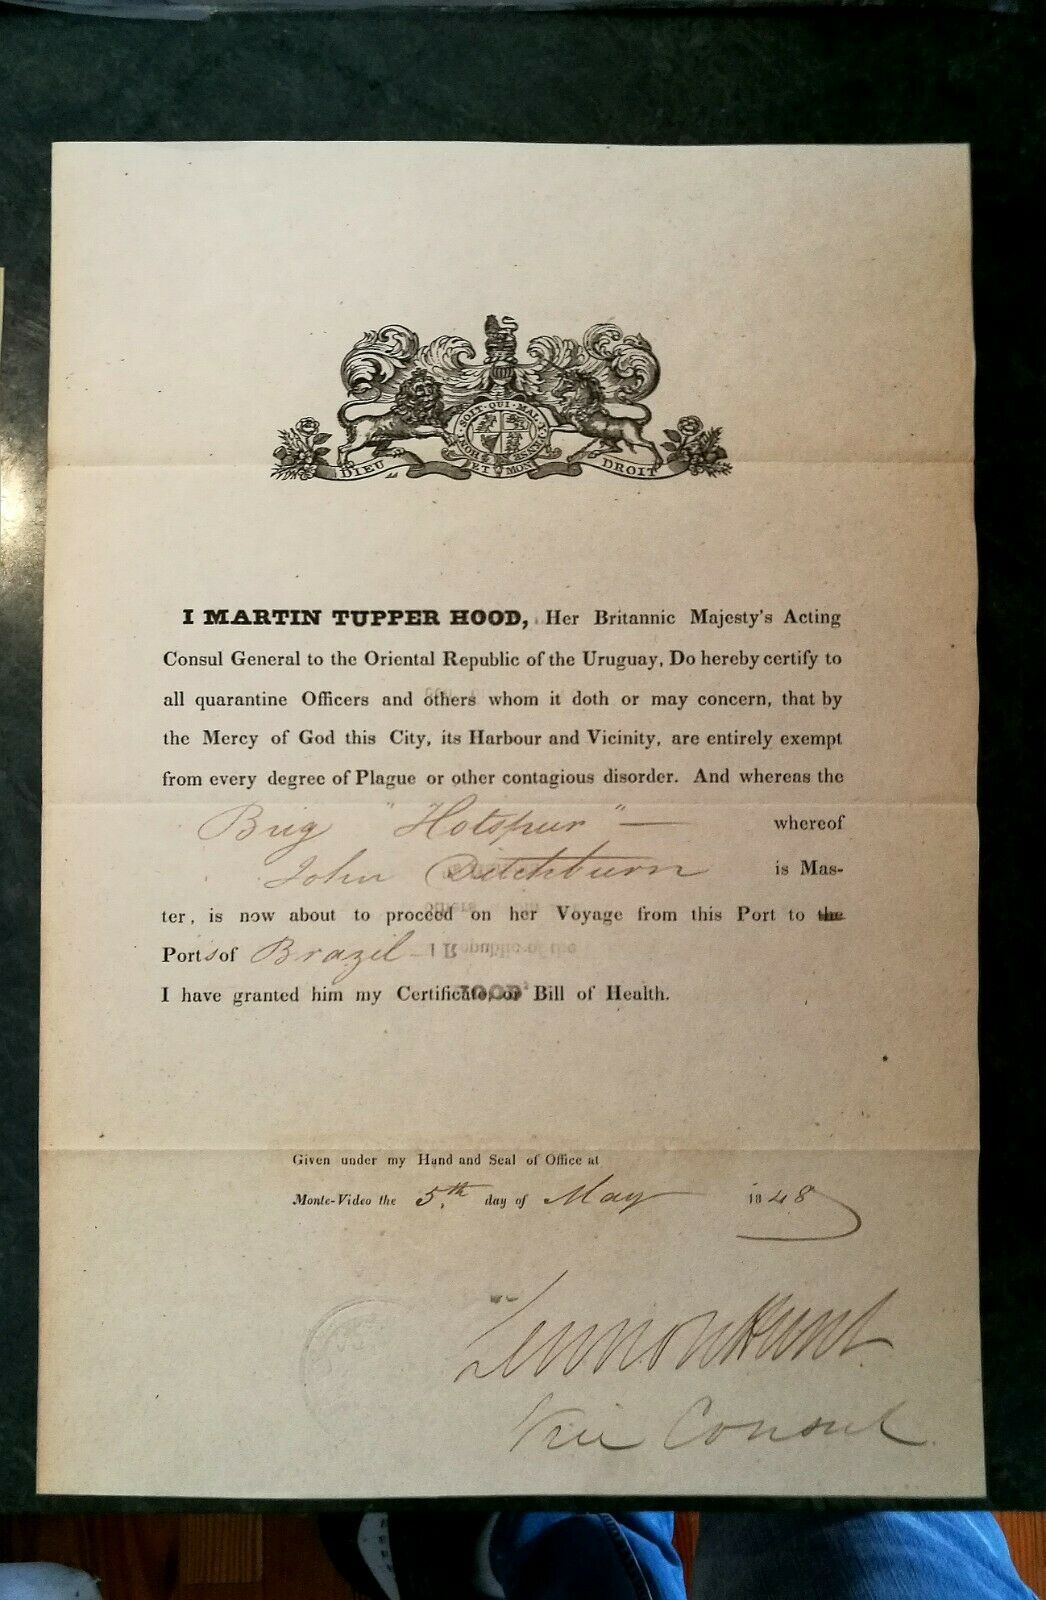 HONI SOIT QUI MAL Y PENSE
DIEU ET MON DROIT
I MARTIN TUPPER HOOD, Her Britannic Majesty's Acting
Consul General to the Oriental Republic of the Uruguay, Do hereby certify to
all quarantine Officers and others whom it doth or may concern, that by
the Mercy of God this City, its Harbour and Vicinity, are entirely exempt
from every degree of Plague or other contagious disorder. And whereas the
Brig "Hotspur" — whereof
John Ditchburn is Mas-
ter, is now about to proceed on her Voyage from this Port to the
Ports of Brazil —
I have granted him my Certificate, or Bill of Health.
Given under my Hand and Seal of Office at
Monte-Video the 5th. day of May 1848
Hunt
Vice Consul